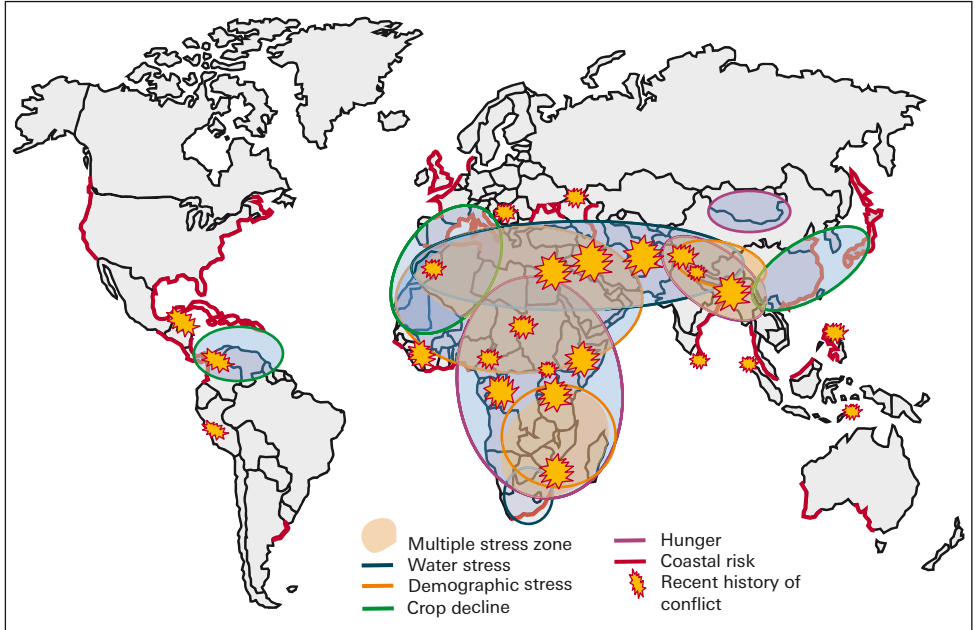 Multiple stress zone
Water stress
Demographic stress
Crop decline
Hunger
Coastal risk
Recent history of
conflict